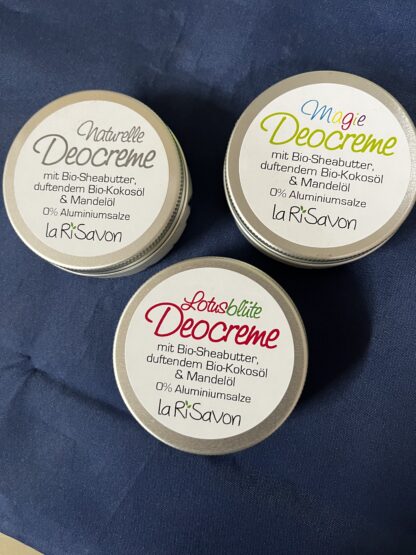 Naturelle
Deocreme
mit Bio-Sheabutter,
duftendem Bio-Kokosöl
& Mandelöl
0% Aluminiumsalze
la RiSavon
Magie
Deocreme
mit Bio-Sheabutter,
duftendem Bio-Kokosöl
& Mandelöl
0% Aluminiumsalze
la RiSavon
Lotusblüte
Deocreme
mit Bio-Sheabutter,
duftendem Bio-Kokosöl
& Mandelöl
0% Aluminiumsalze
la RiSavon